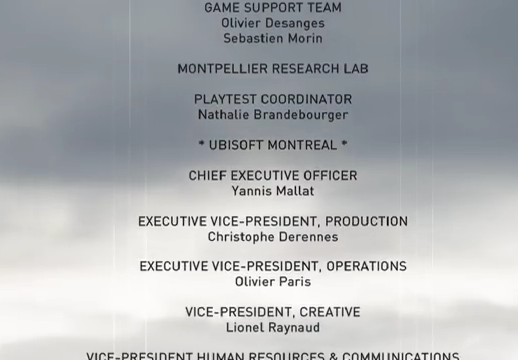 GAME SUPPORT TEAM
Olivier Desanges
Sebastien Morin
MONTPELLIER RESEARCH LAB
PLAYTEST COORDINATOR
Nathalie Brandebourger
* UBISOFT MONTREAL *
CHIEF EXECUTIVE OFFICER
Yannis Mallat
EXECUTIVE VICE-PRESIDENT, PRODUCTION
Christophe Derennes
EXECUTIVE VICE-PRESIDENT, OPERATIONS
Olivier Paris
VICE-PRESIDENT, CREATIVE
Lionel Raynaud
VICE-PRESIDENT HUMAN RESOURCES & COMMUNICATIONS